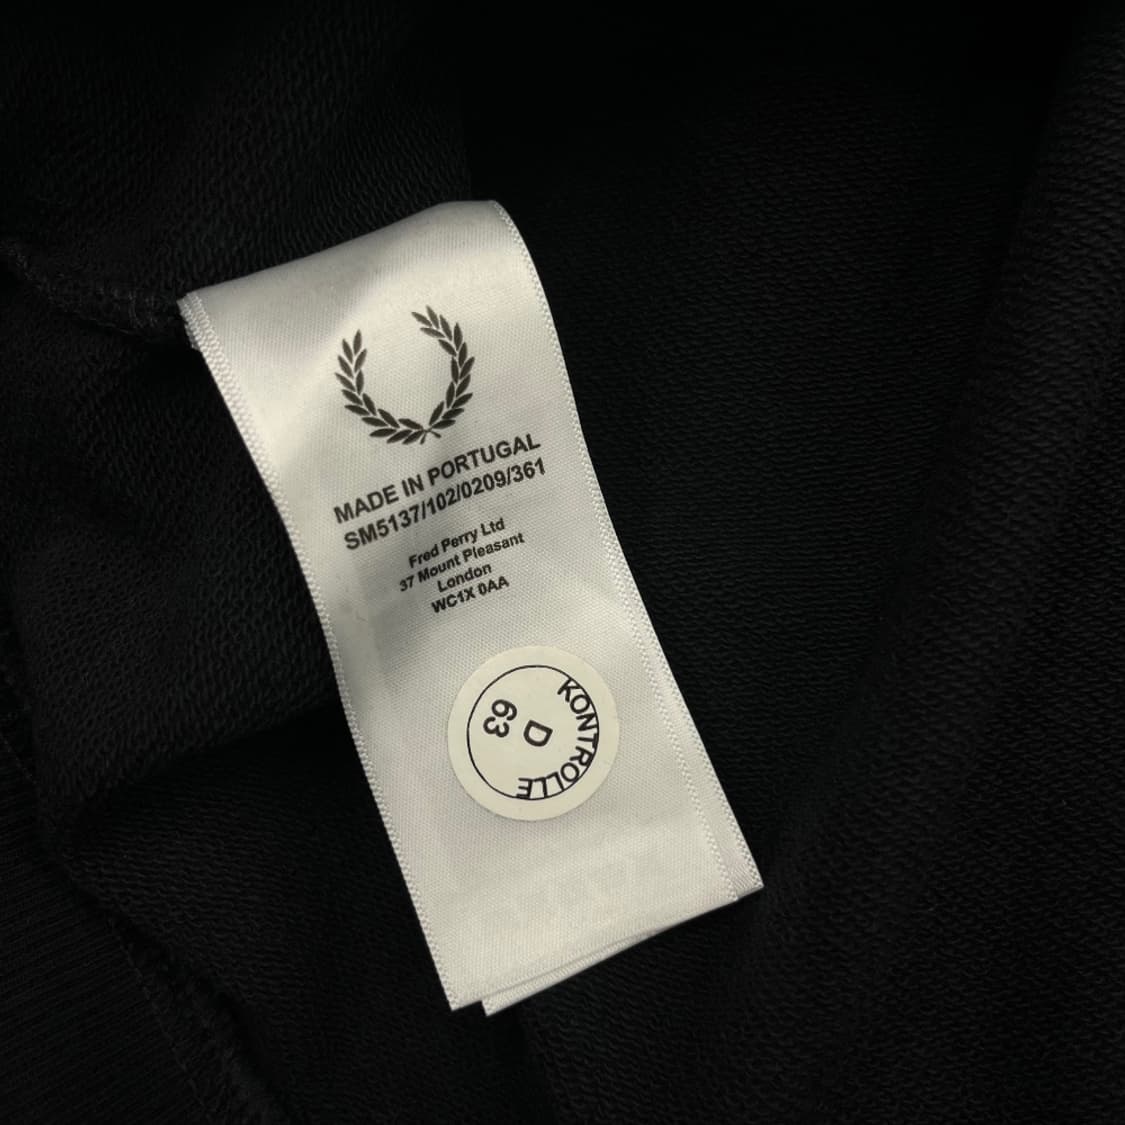 MADE IN PORTUGAL
SM5137/102/0209/361
Fred Perry Ltd
37 Mount Pleasant
London
WC1X 0AA
KONTROLLE
D
63